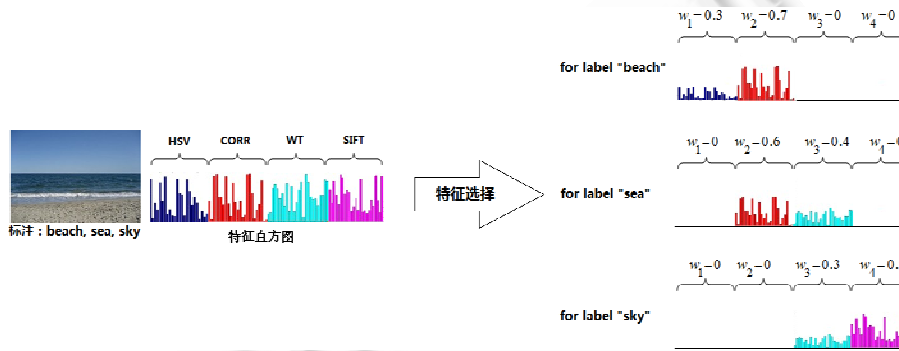 w₁−0.3 w₂−0.7 w₃−0 w₄−0
for label "beach"
HSV CORR WT SIFT
w₁−0 w₂−0.6 w₃−0.4
特征选择
for label "sea"
标注：beach, sea, sky
特征直方图
w₁−0 w₂−0 w₃−0.3
for label "sky"